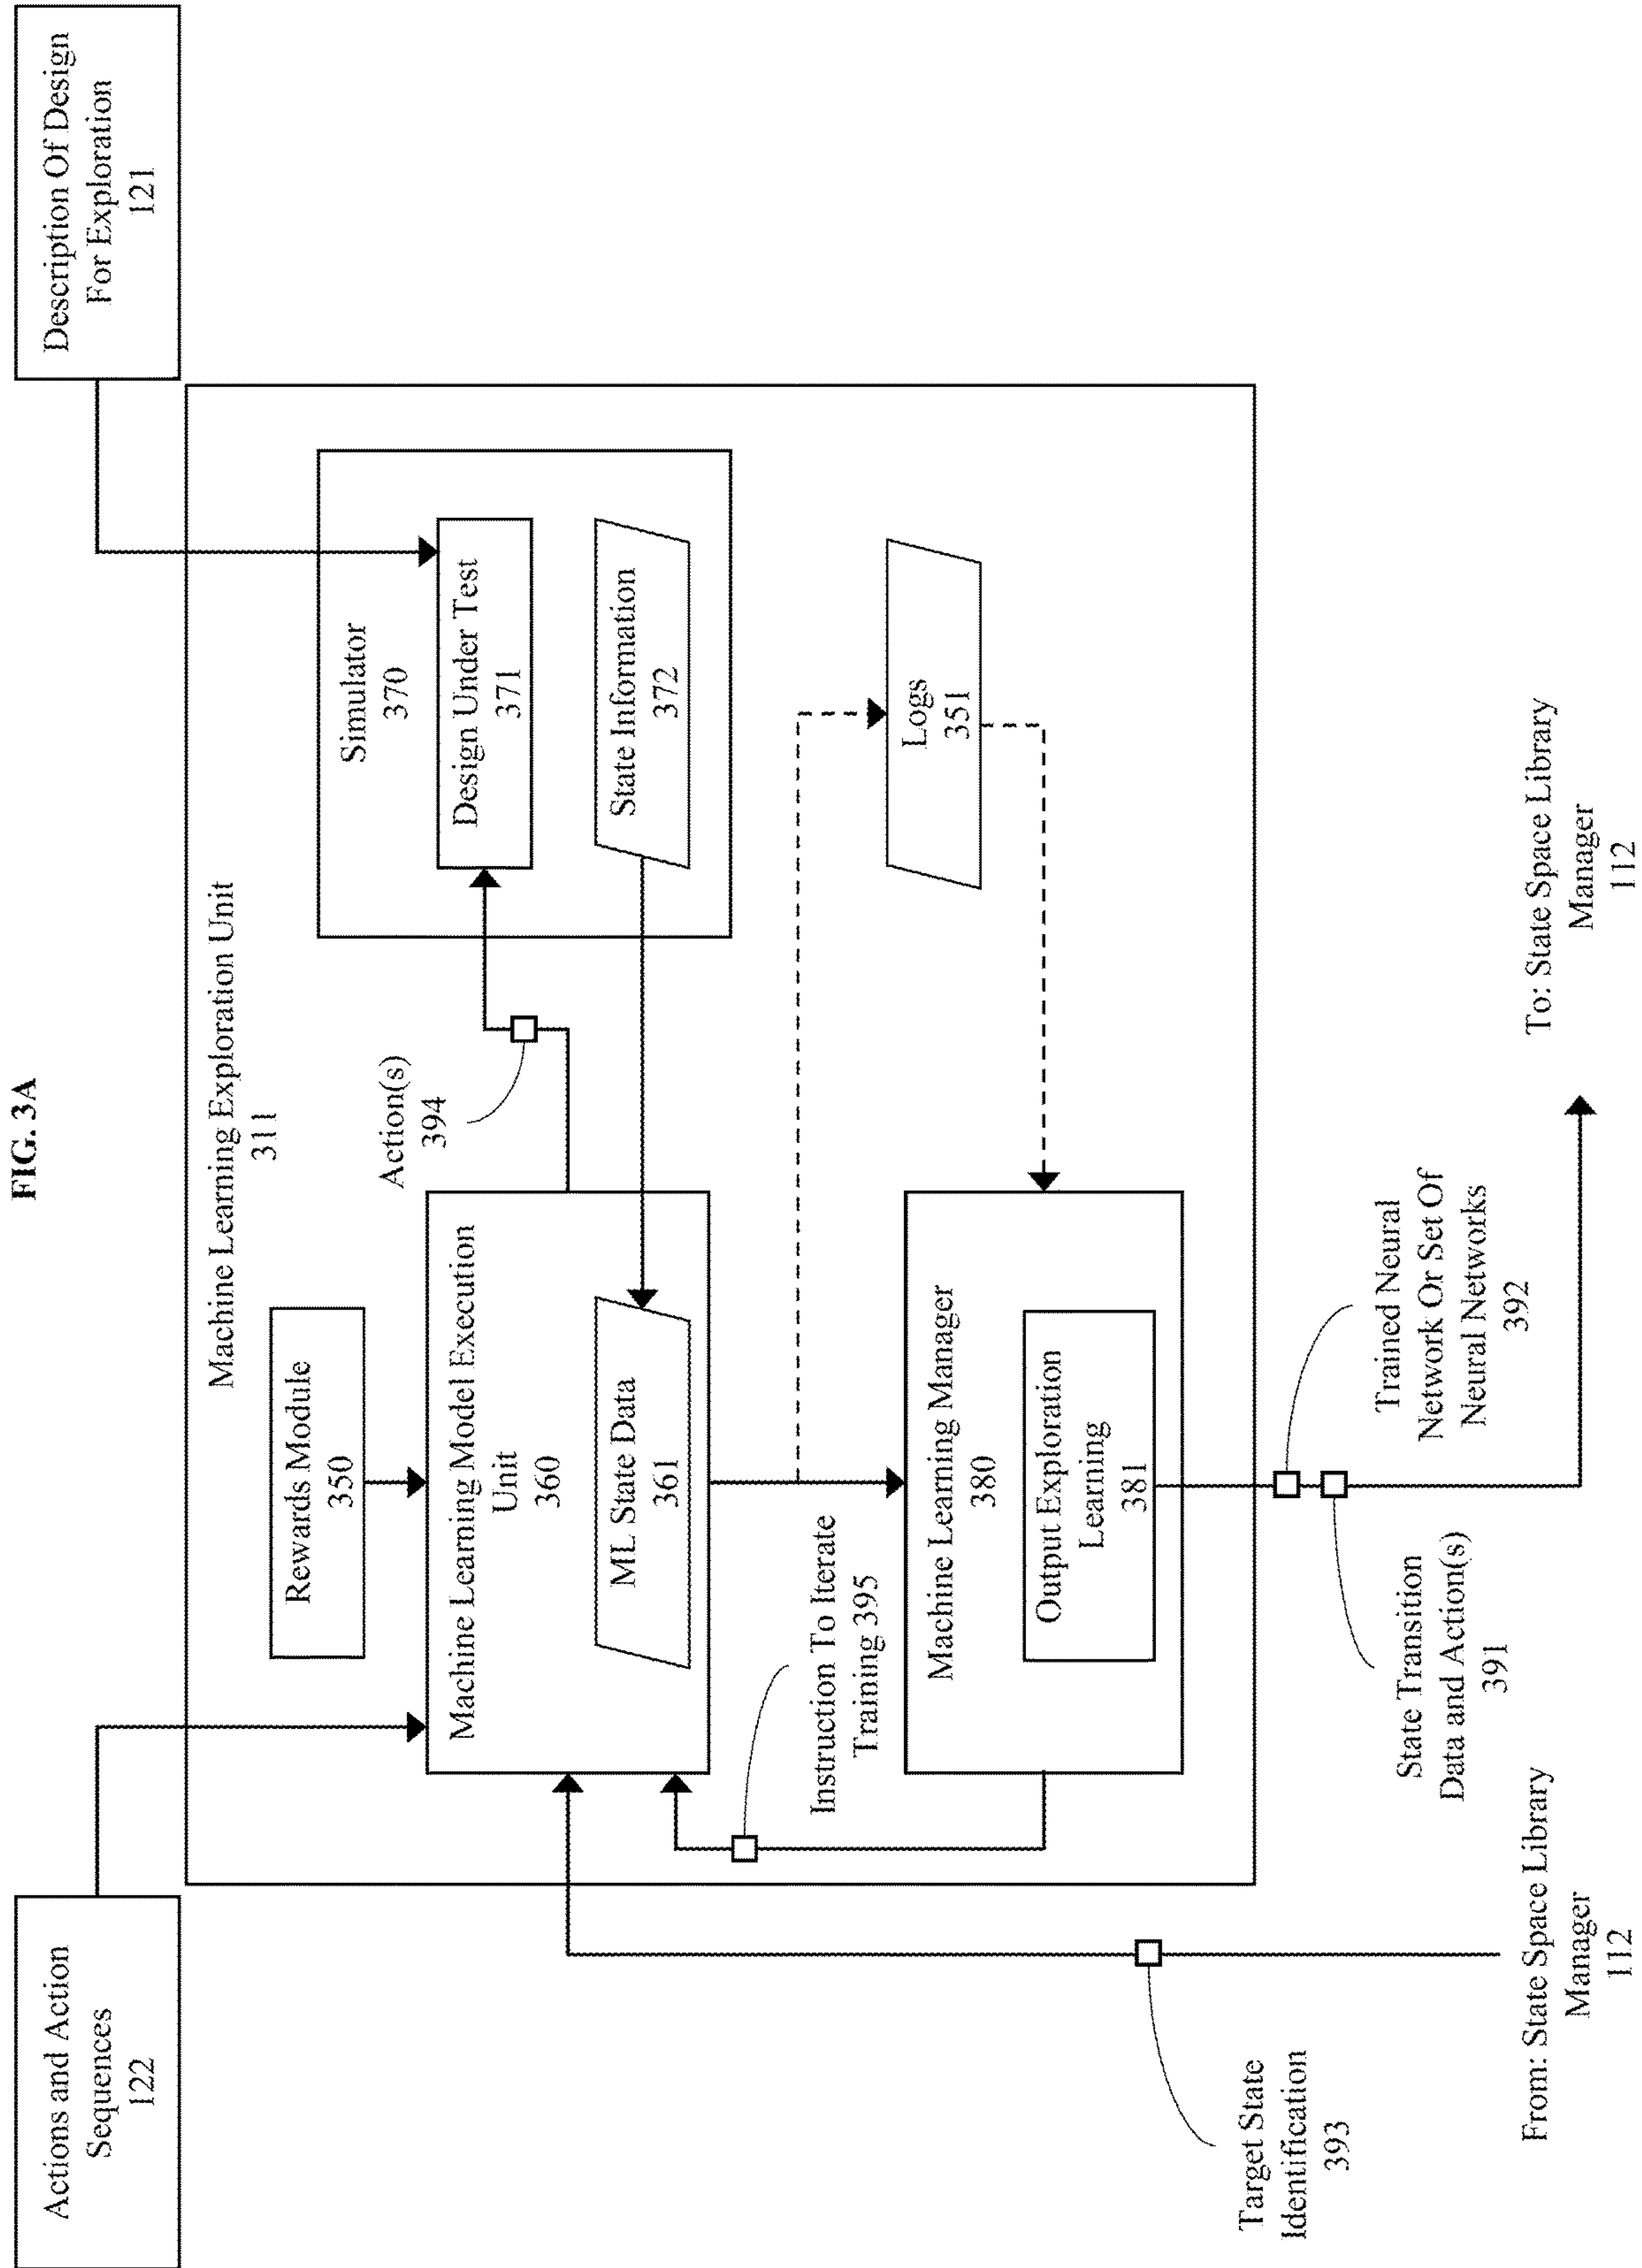 FIG. 3A
Actions and Action
Sequences
122
Description Of Design
For Exploration
121
Machine Learning Exploration Unit
311
Rewards Module
350
Simulator
370
Action(s)
394
Machine Learning Model Execution
Unit
360
Design Under Test
371
ML State Data
361
State Information
372
Instruction To Iterate
Training 395
Logs
351
Machine Learning Manager
380
Output Exploration
Learning
381
Target State
Identification
393
State Transition
Data and Action(s)
391
Trained Neural
Network Or Set Of
Neural Networks
392
From: State Space Library
Manager
112
To: State Space Library
Manager
112